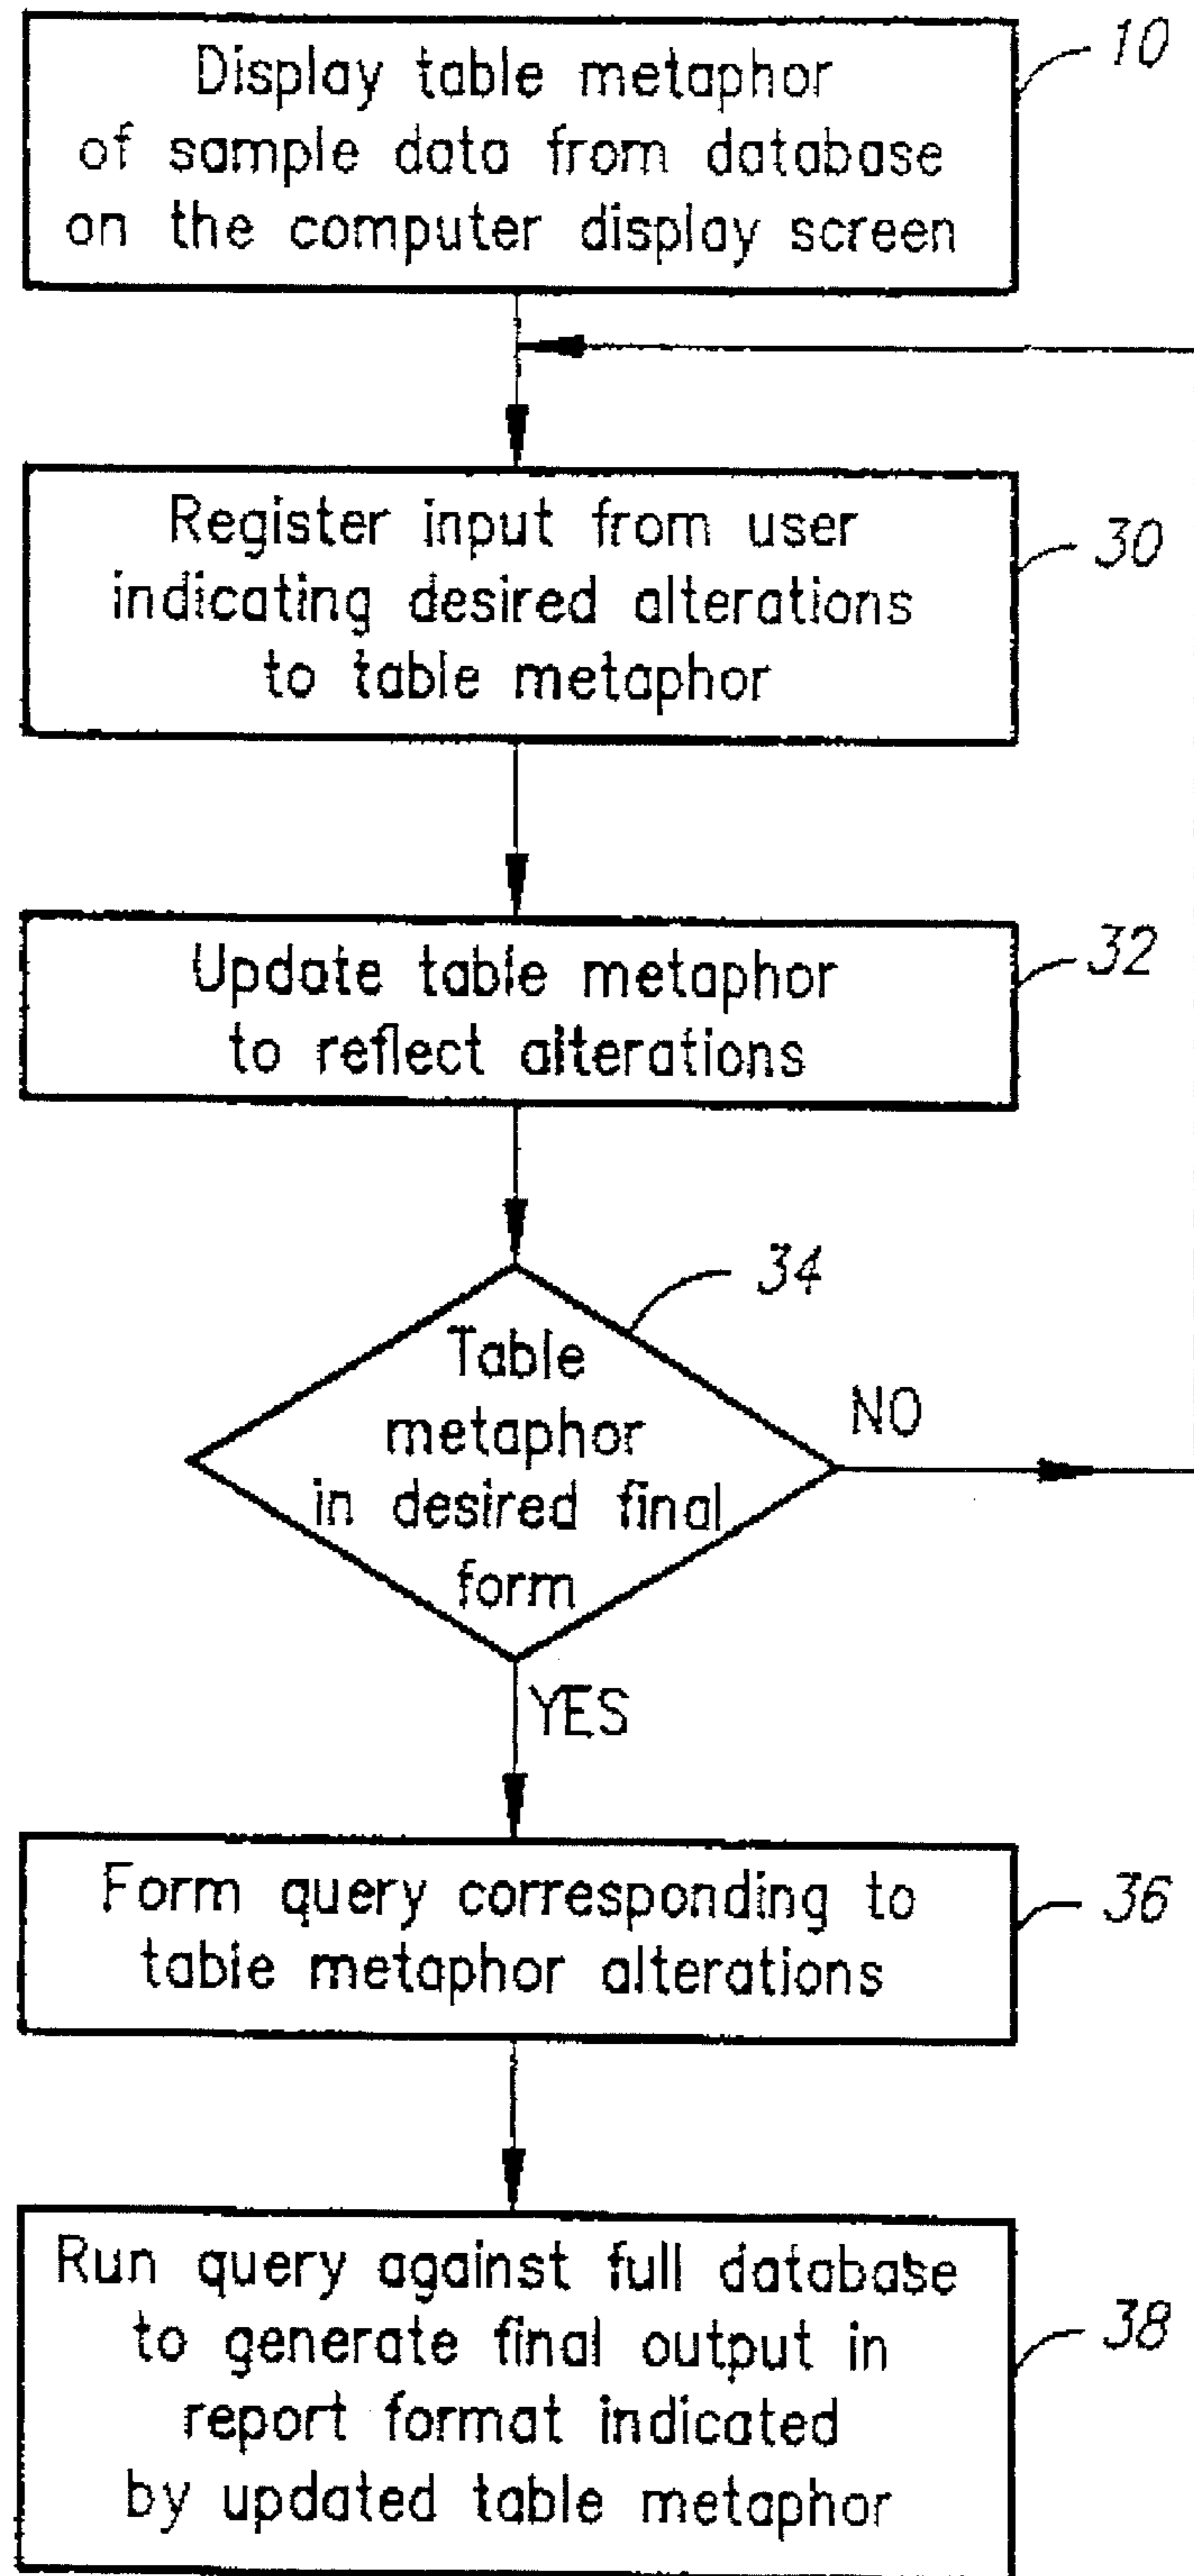 Display table metaphor
of sample data from database
on the computer display screen
10
Register input from user
indicating desired alterations
to table metaphor
30
Update table metaphor
to reflect alterations
32
34
Table
metaphor
in desired final
form
NO
YES
Form query corresponding to
table metaphor alterations
36
Run query against full database
to generate final output in
report format indicated
by updated table metaphor
38